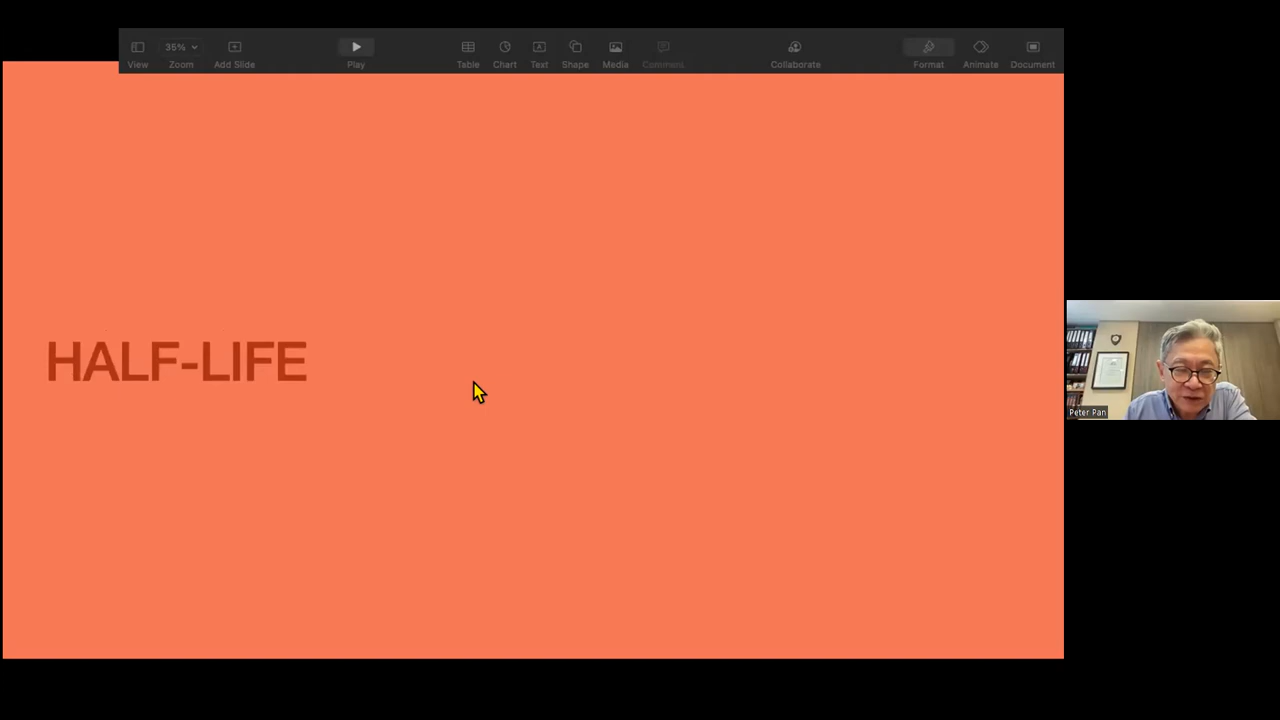 35%
View
Zoom
Add Slide
Play
Table
Chart
Text
Shape
Media
Comment
Collaborate
Format
Animate
Document
HALF-LIFE
Peter Pan